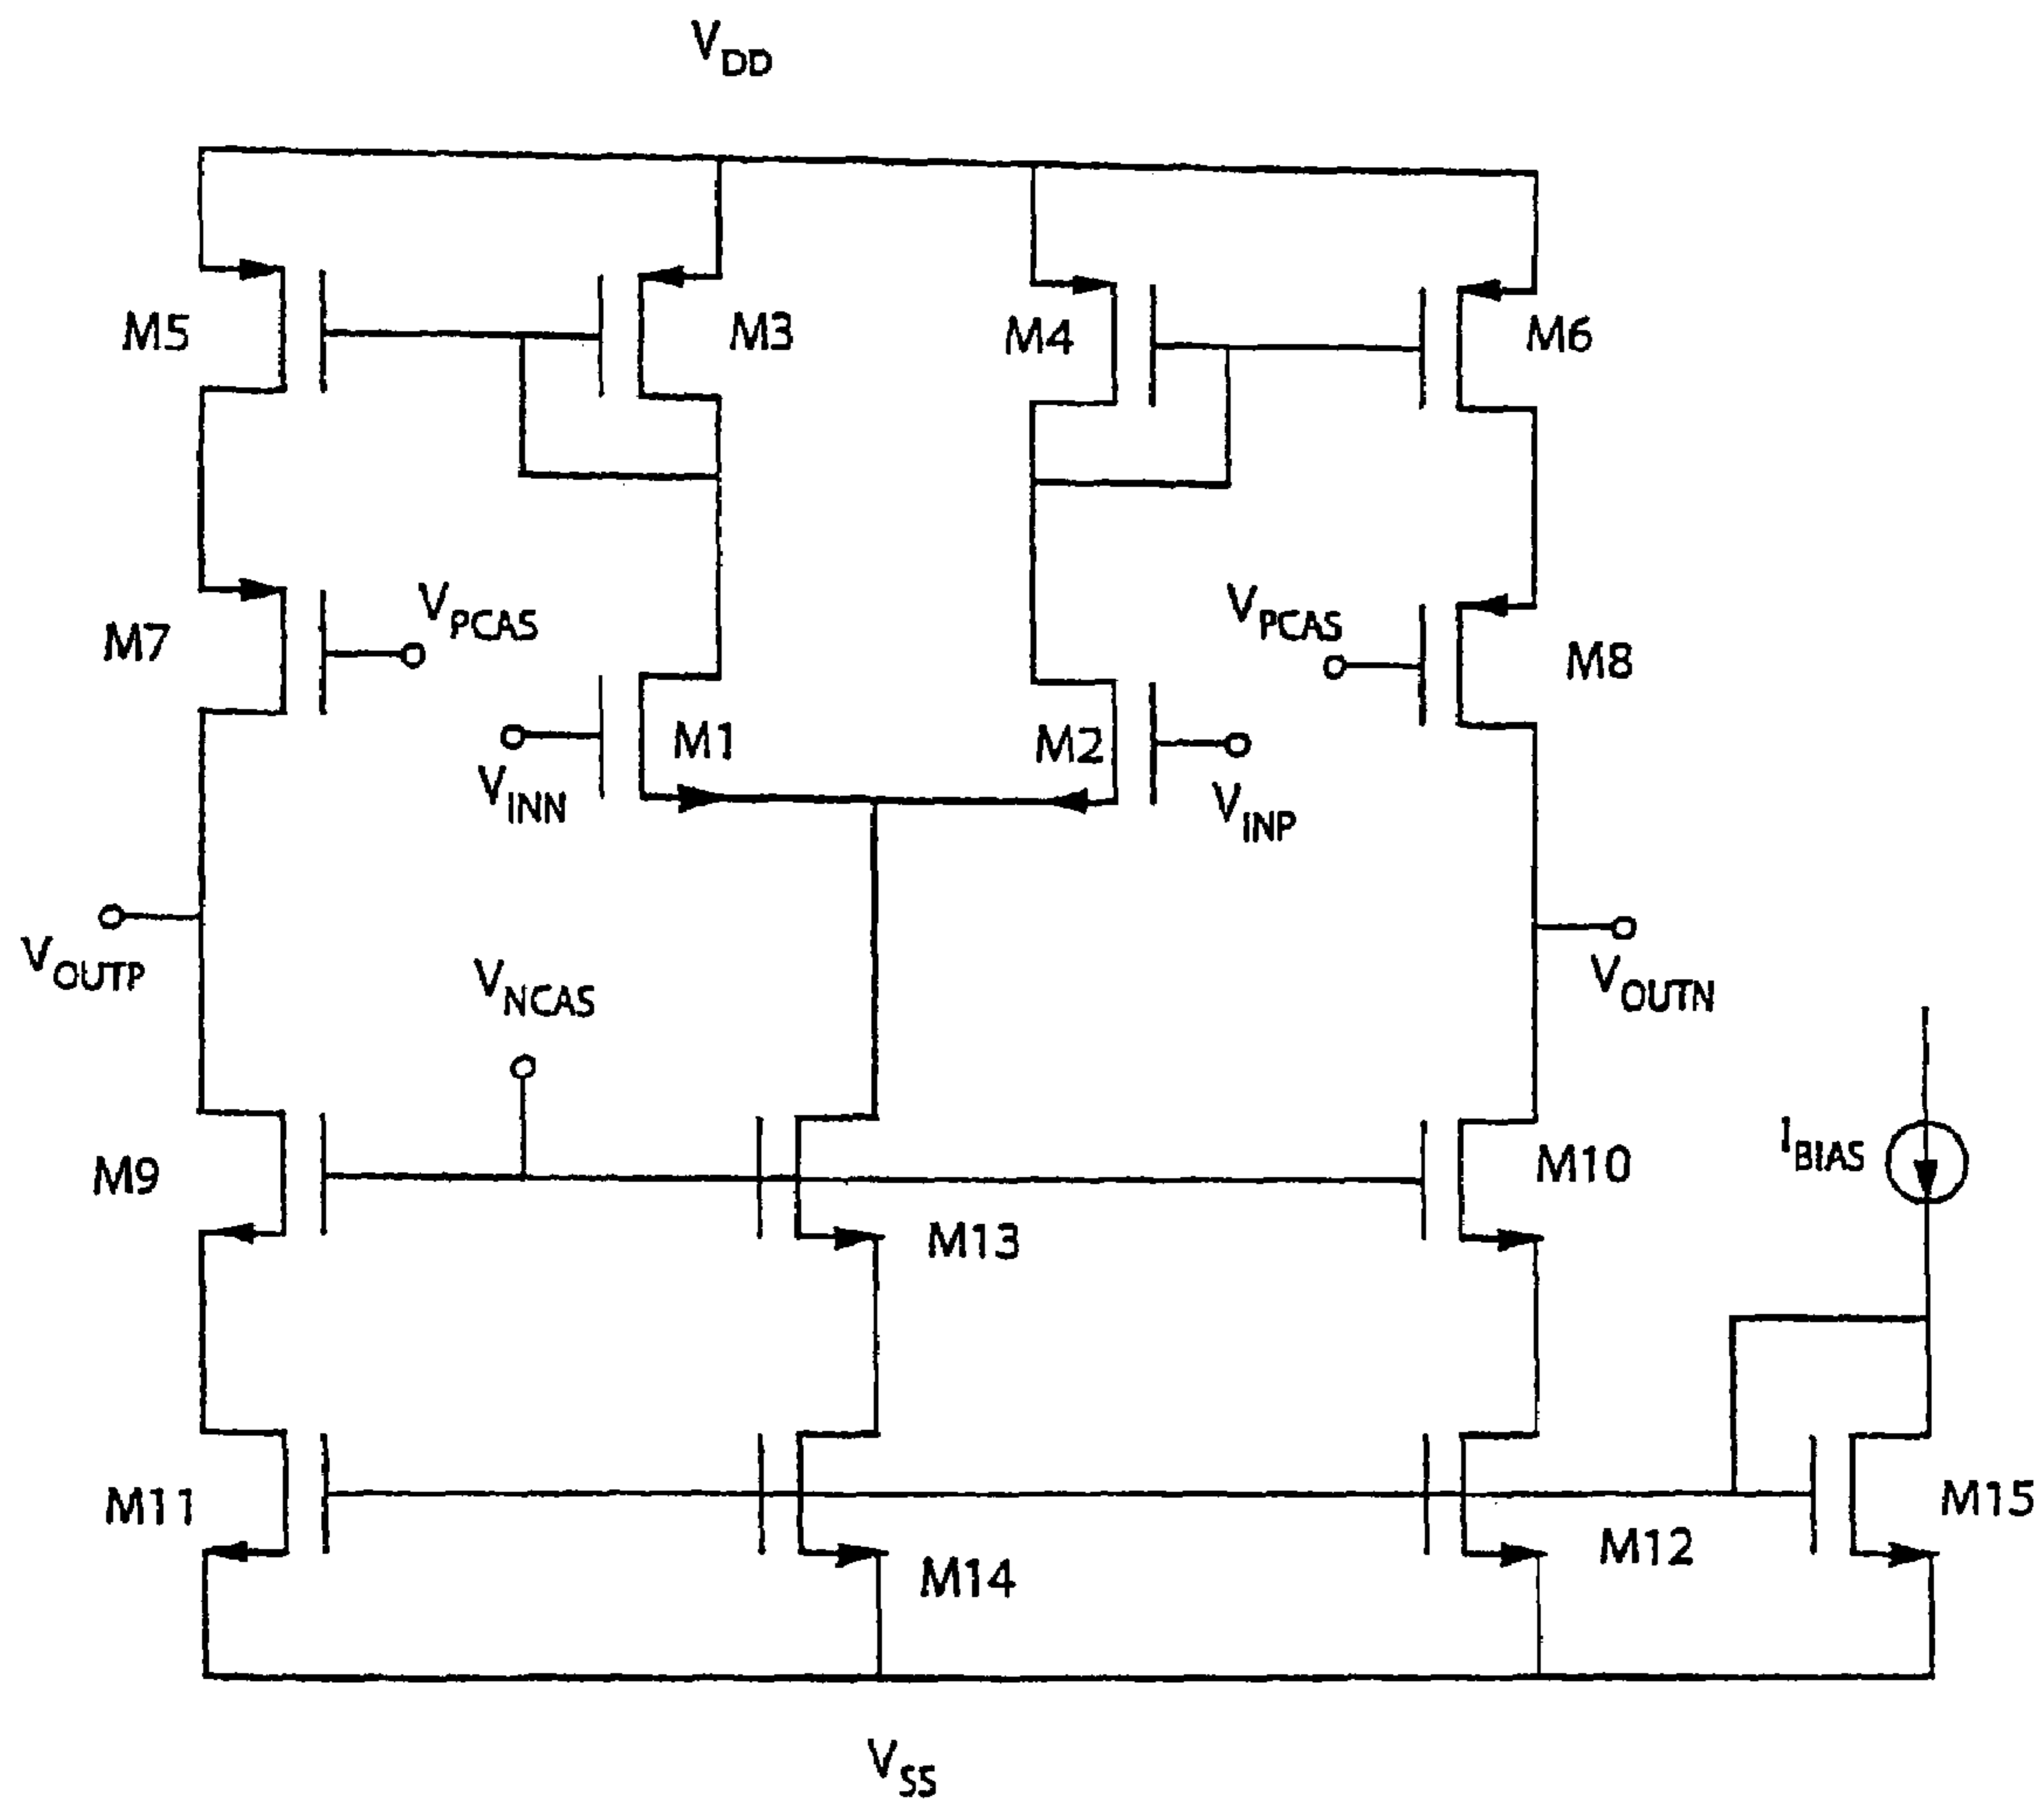 VDD
M5
M3
M4
M6
M7
VPCAS
VPCAS
M8
M1
M2
VINN
VINP
VOUTP
VNCAS
VOUTN
IBIAS
M9
M10
M13
M11
M12
M15
M14
VSS